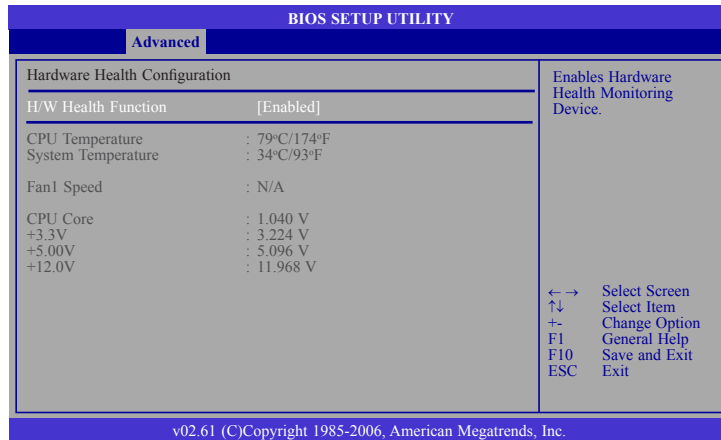 BIOS SETUP UTILITY
Advanced
Hardware Health Configuration
H/W Health Function [Enabled]
CPU Temperature : 79ºC/174ºF
System Temperature : 34ºC/93ºF
Fan1 Speed : N/A
CPU Core : 1.040 V
+3.3V : 3.224 V
+5.00V : 5.096 V
+12.0V : 11.968 V
Enables Hardware
Health Monitoring
Device.
←→ Select Screen
↑↓ Select Item
+- Change Option
F1 General Help
F10 Save and Exit
ESC Exit
v02.61 (C)Copyright 1985-2006, American Megatrends, Inc.